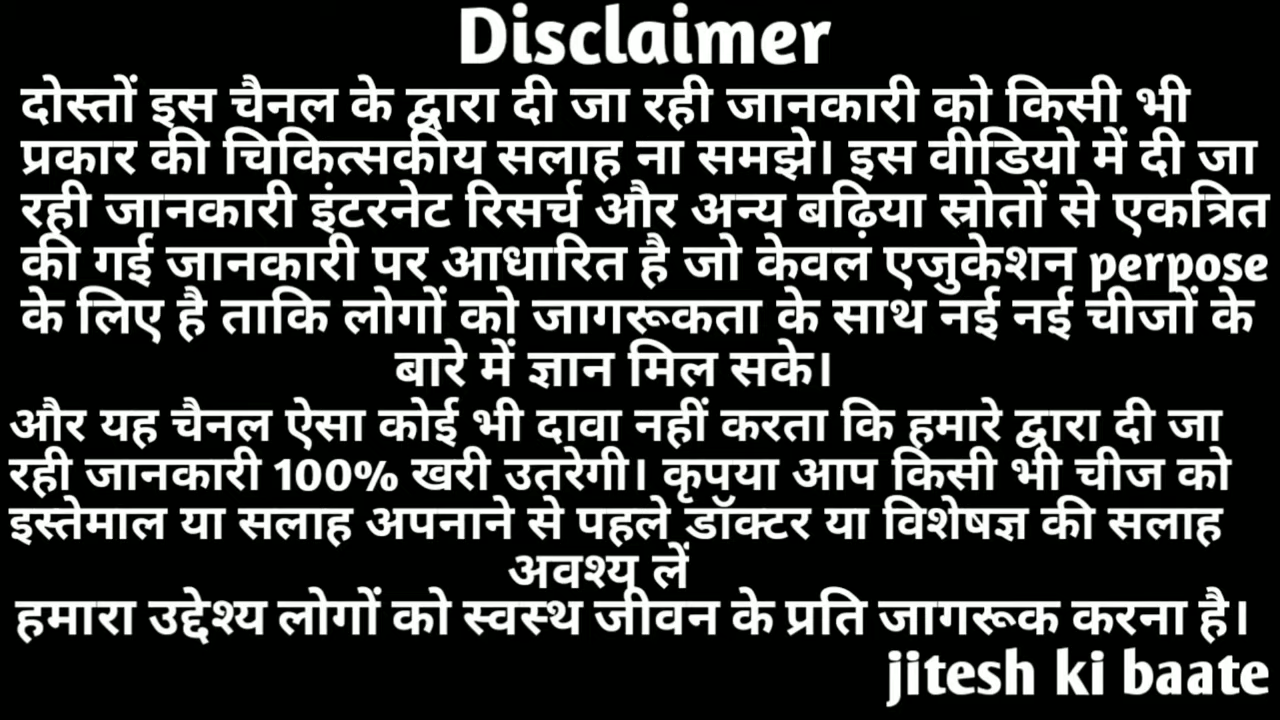 Disclaimer
दोस्तों इस चैनल के द्वारा दी जा रही जानकारी को किसी भी
प्रकार की चिकित्सकीय सलाह ना समझे। इस वीडियो में दी जा
रही जानकारी इंटरनेट रिसर्च और अन्य बढ़िया स्रोतों से एकत्रित
की गई जानकारी पर आधारित है जो केवल एजुकेशन perpose
के लिए है ताकि लोगों को जागरूकता के साथ नई नई चीजों के
बारे में ज्ञान मिल सके।
और यह चैनल ऐसा कोई भी दावा नहीं करता कि हमारे द्वारा दी जा
रही जानकारी 100% खरी उतरेगी। कृपया आप किसी भी चीज को
इस्तेमाल या सलाह अपनाने से पहले डॉक्टर या विशेषज्ञ की सलाह
अवश्य लें
हमारा उद्देश्य लोगों को स्वस्थ जीवन के प्रति जागरूक करना है।
jitesh ki baate